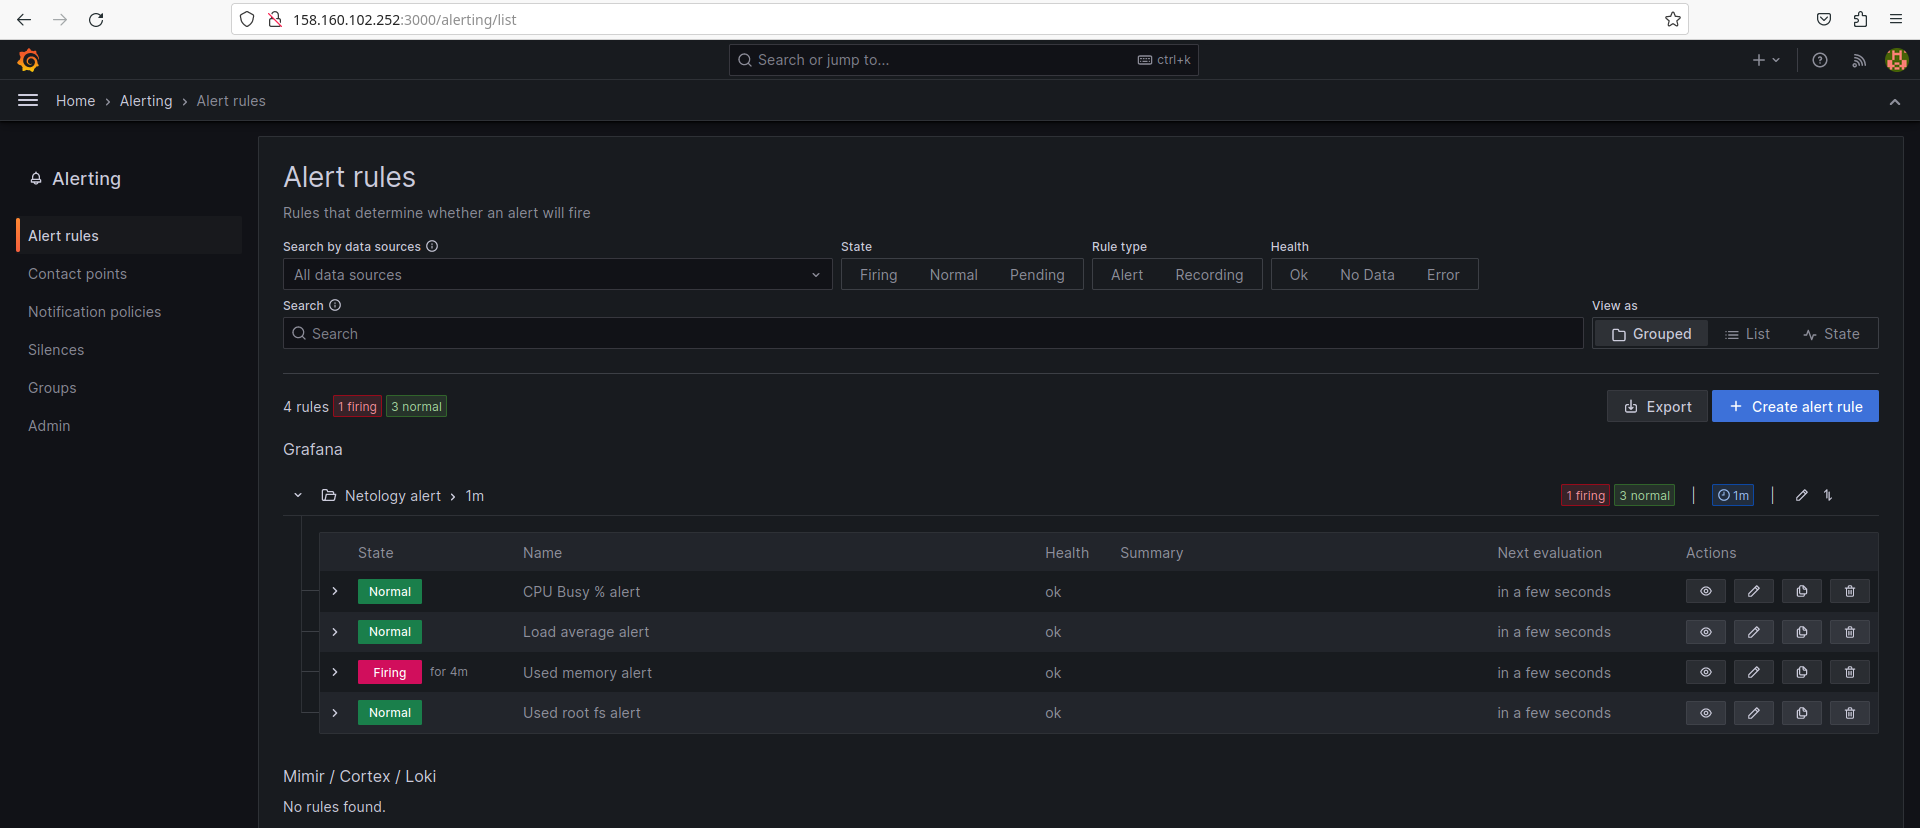 158.160.102.252:3000/alerting/list
Search or jump to... ctrl+k
Home › Alerting › Alert rules
Alerting
Alert rules
Contact points
Notification policies
Silences
Groups
Admin
Alert rules
Rules that determine whether an alert will fire
Search by data sources State Rule type Health
All data sources Firing Normal Pending Alert Recording Ok No Data Error
Search View as
Search Grouped List State
4 rules 1 firing 3 normal Export + Create alert rule
Grafana
Netology alert › 1m 1 firing 3 normal | 1m |
State Name Health Summary Next evaluation Actions
Normal CPU Busy % alert ok in a few seconds
Normal Load average alert ok in a few seconds
Firing for 4m Used memory alert ok in a few seconds
Normal Used root fs alert ok in a few seconds
Mimir / Cortex / Loki
No rules found.